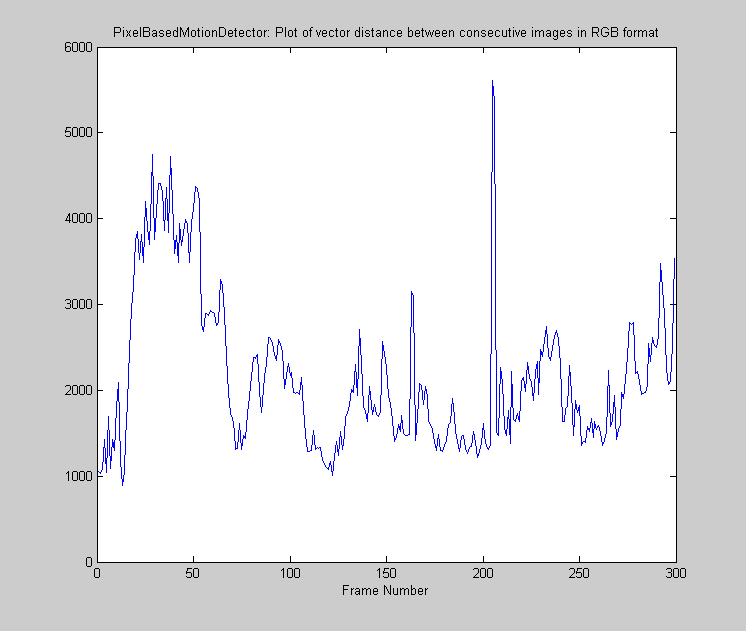 PixelBasedMotionDetector: Plot of vector distance between consecutive images in RGB format
6000
5000
4000
3000
2000
1000
0
0 50 100 150 200 250 300
Frame Number